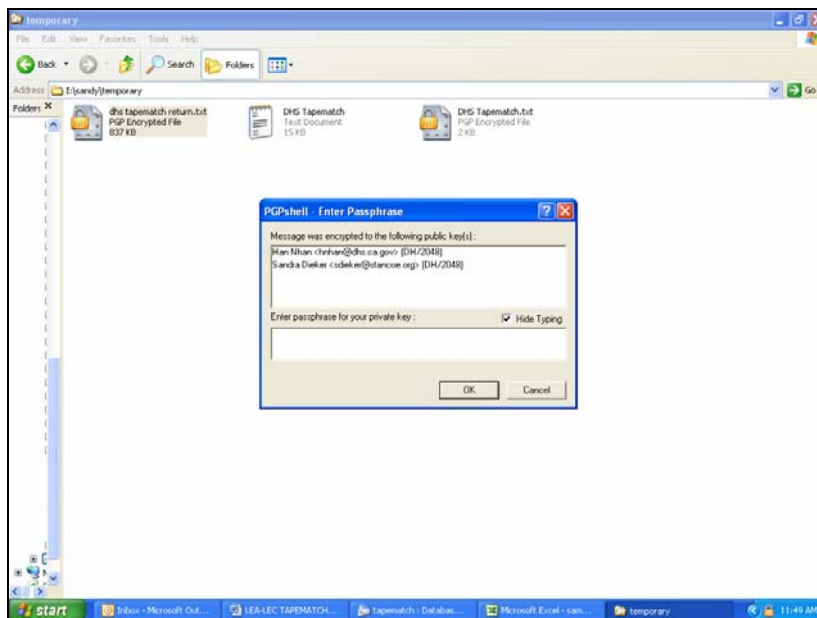 temporary
File Edit View Favorites Tools Help
Back Search Folders
Address I:\sandy\temporary Go
Folders
dhs tapematch return.txt
PGP Encrypted File
837 KB
DHS Tapematch
Text Document
15 KB
DHS Tapematch.txt
PGP Encrypted File
2 KB
PGPshell - Enter Passphrase
Message was encrypted to the following public key(s) :
Han Nhan <hnhan@dhs.ca.gov> (DH/2048)
Sandra Dieker <sdieker@stancoe.org> (DH/2048)
Enter passphrase for your private key : Hide Typing
OK Cancel
start Inbox - Microsoft Out... LEA-LEC TAPEMATCH... tapematch : Databas... Microsoft Excel - sam... temporary 11:49 AM